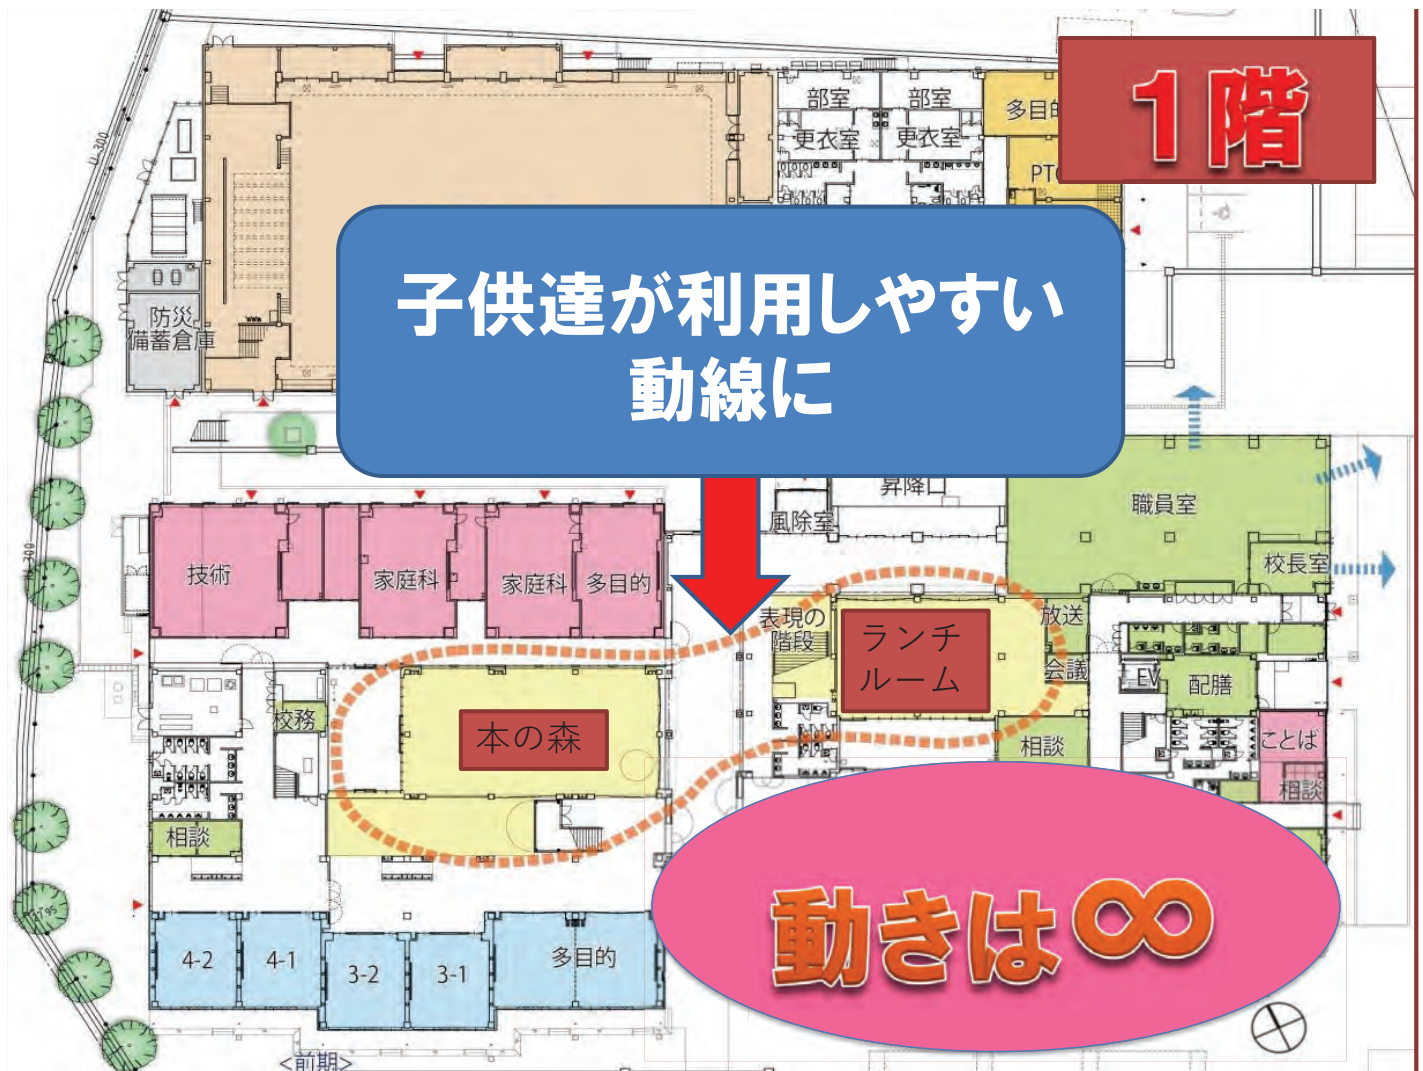 1階
部室
部室
多目
更衣室
更衣室
PT
子供達が利用しやすい
動線に
防災
備蓄倉庫
U-300
昇降口
風除室
職員室
校長室
技術
家庭科
家庭科
多目的
表現の
階段
ランチ
ルーム
放送
会議
EV
配膳
校務
本の森
相談
ことば
相談
相談
動きは∞
4-2
4-1
3-2
3-1
多目的
<前期>